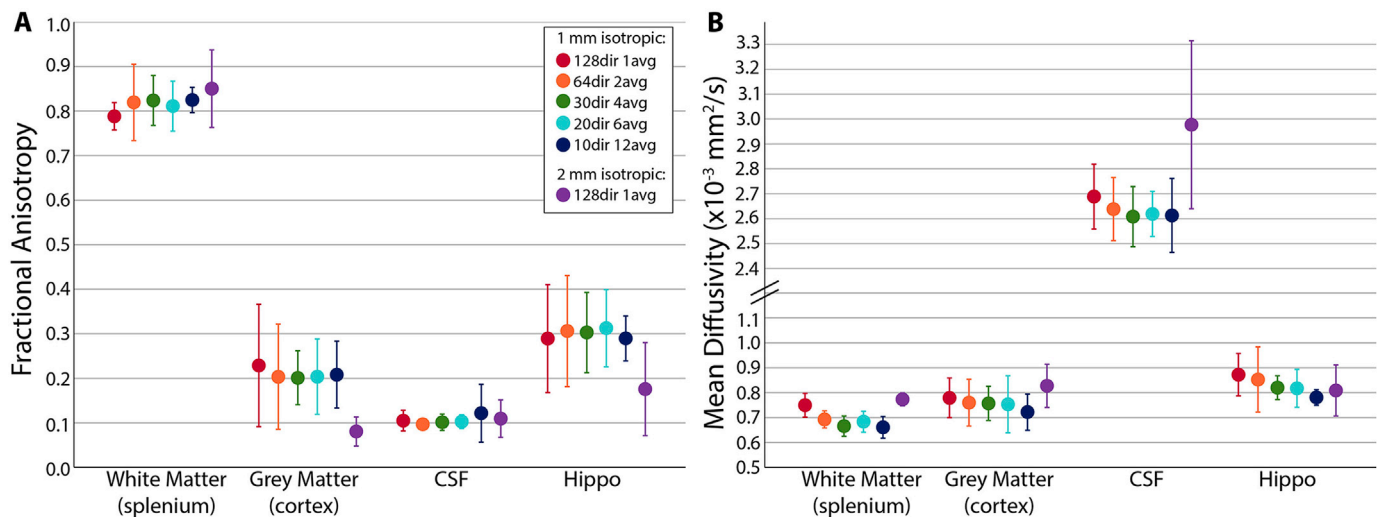 A
Fractional Anisotropy
1.0
0.9
0.8
0.7
0.6
0.5
0.4
0.3
0.2
0.1
0.0
1 mm isotropic:
128dir 1avg
64dir 2avg
30dir 4avg
20dir 6avg
10dir 12avg
2 mm isotropic:
128dir 1avg
White Matter
(splenium)
Grey Matter
(cortex)
CSF
Hippo
B
Mean Diffusivity (x10⁻³ mm²/s)
3.3
3.2
3.1
3.0
2.9
2.8
2.7
2.6
2.5
2.4
1.1
1.0
0.9
0.8
0.7
0.6
0.5
White Matter
(splenium)
Grey Matter
(cortex)
CSF
Hippo